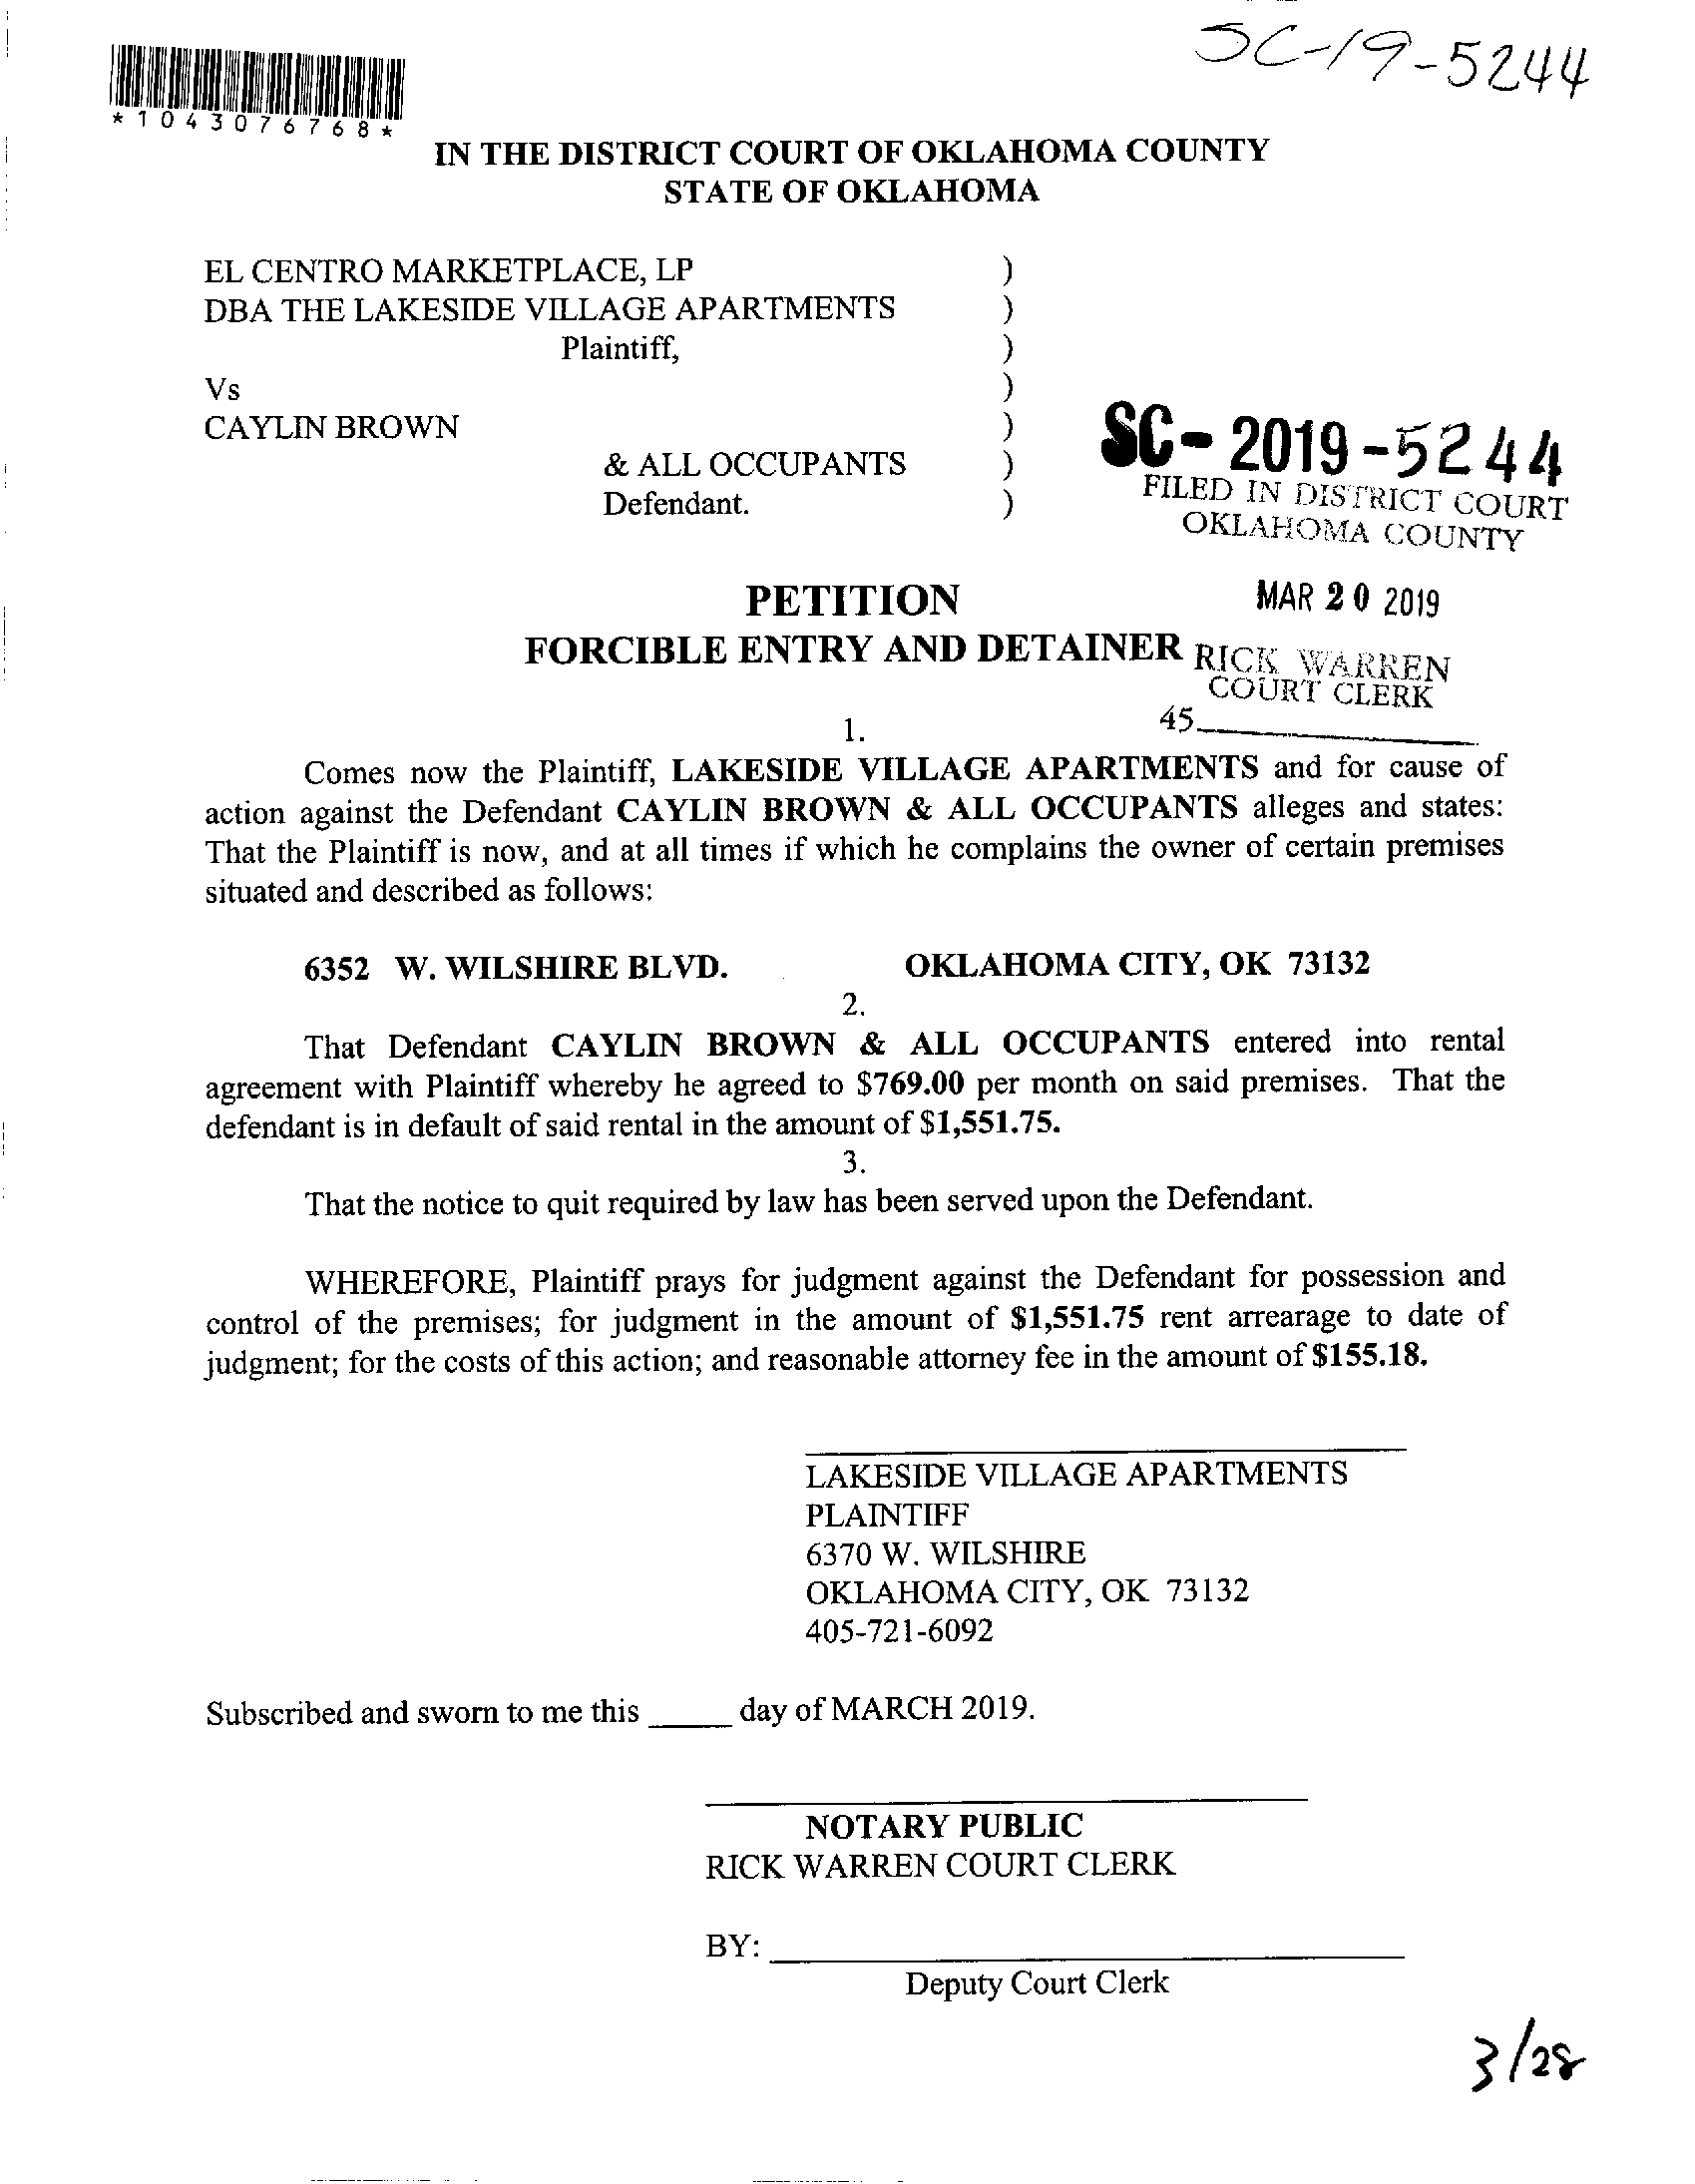 SC-19-5244
*1043076768*
IN THE DISTRICT COURT OF OKLAHOMA COUNTY
STATE OF OKLAHOMA
EL CENTRO MARKETPLACE, LP )
DBA THE LAKESIDE VILLAGE APARTMENTS )
Plaintiff, )
Vs )
CAYLIN BROWN )
& ALL OCCUPANTS )
Defendant. )
SC- 2019 -5244
FILED IN DISTRICT COURT
OKLAHOMA COUNTY
MAR 20 2019
RICK WARREN
COURT CLERK
45
PETITION
FORCIBLE ENTRY AND DETAINER
1.
Comes now the Plaintiff, LAKESIDE VILLAGE APARTMENTS and for cause of
action against the Defendant CAYLIN BROWN & ALL OCCUPANTS alleges and states:
That the Plaintiff is now, and at all times if which he complains the owner of certain premises
situated and described as follows:
6352 W. WILSHIRE BLVD. OKLAHOMA CITY, OK 73132
2.
That Defendant CAYLIN BROWN & ALL OCCUPANTS entered into rental
agreement with Plaintiff whereby he agreed to $769.00 per month on said premises. That the
defendant is in default of said rental in the amount of $1,551.75.
3.
That the notice to quit required by law has been served upon the Defendant.
WHEREFORE, Plaintiff prays for judgment against the Defendant for possession and
control of the premises; for judgment in the amount of $1,551.75 rent arrearage to date of
judgment; for the costs of this action; and reasonable attorney fee in the amount of $155.18.
LAKESIDE VILLAGE APARTMENTS
PLAINTIFF
6370 W. WILSHIRE
OKLAHOMA CITY, OK 73132
405-721-6092
Subscribed and sworn to me this _____ day of MARCH 2019.
NOTARY PUBLIC
RICK WARREN COURT CLERK
BY:
Deputy Court Clerk
3/28